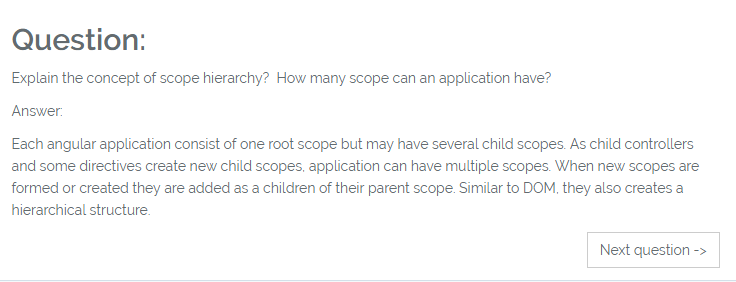 Question:
Explain the concept of scope hierarchy?  How many scope can an application have?
Answer:
Each angular application consist of one root scope but may have several child scopes. As child controllers
and some directives create new child scopes, application can have multiple scopes. When new scopes are
formed or created they are added as a children of their parent scope. Similar to DOM, they also creates a
hierarchical structure.
Next question ->